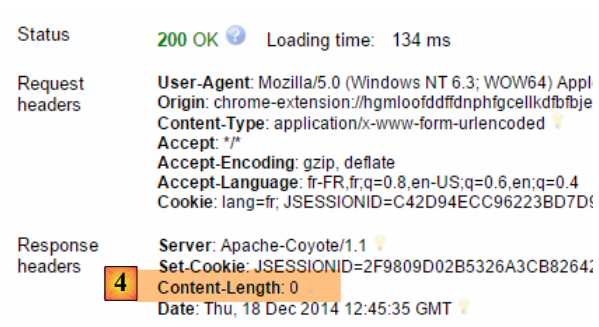 Status 200 OK Loading time: 134 ms
Request headers
User-Agent: Mozilla/5.0 (Windows NT 6.3; WOW64) Appl
Origin: chrome-extension://hgmloofddffdnphfgcellkdfbfbje
Content-Type: application/x-www-form-urlencoded
Accept: */*
Accept-Encoding: gzip, deflate
Accept-Language: fr-FR,fr;q=0.8,en-US;q=0.6,en;q=0.4
Cookie: lang=fr; JSESSIONID=C42D94ECC96223BD7D9
Response headers
Server: Apache-Coyote/1.1
Set-Cookie: JSESSIONID=2F9809D02B5326A3CB82642
4 Content-Length: 0
Date: Thu, 18 Dec 2014 12:45:35 GMT